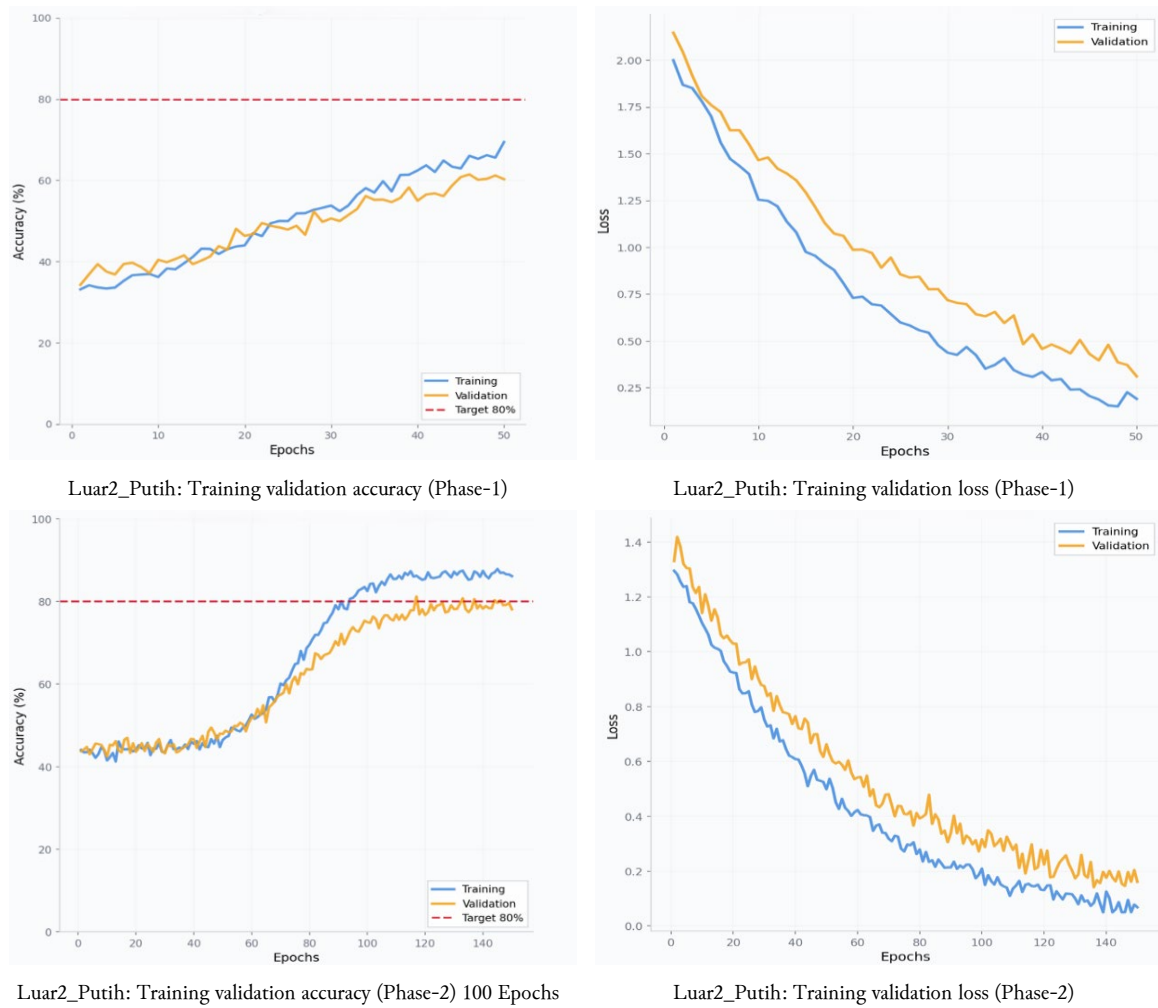 100
80
60
40
20
0
Accuracy (%)
Training
Validation
Target 80%
0 10 20 30 40 50
Epochs
Luar2_Putih: Training validation accuracy (Phase-1)
Training
Validation
2.00
1.75
1.50
1.25
1.00
0.75
0.50
0.25
Loss
0 10 20 30 40 50
Epochs
Luar2_Putih: Training validation loss (Phase-1)
100
80
60
40
20
0
Accuracy (%)
Training
Validation
Target 80%
0 20 40 60 80 100 120 140
Epochs
Luar2_Putih: Training validation accuracy (Phase-2) 100 Epochs
Training
Validation
1.4
1.2
1.0
0.8
0.6
0.4
0.2
0.0
Loss
0 20 40 60 80 100 120 140
Epochs
Luar2_Putih: Training validation loss (Phase-2)